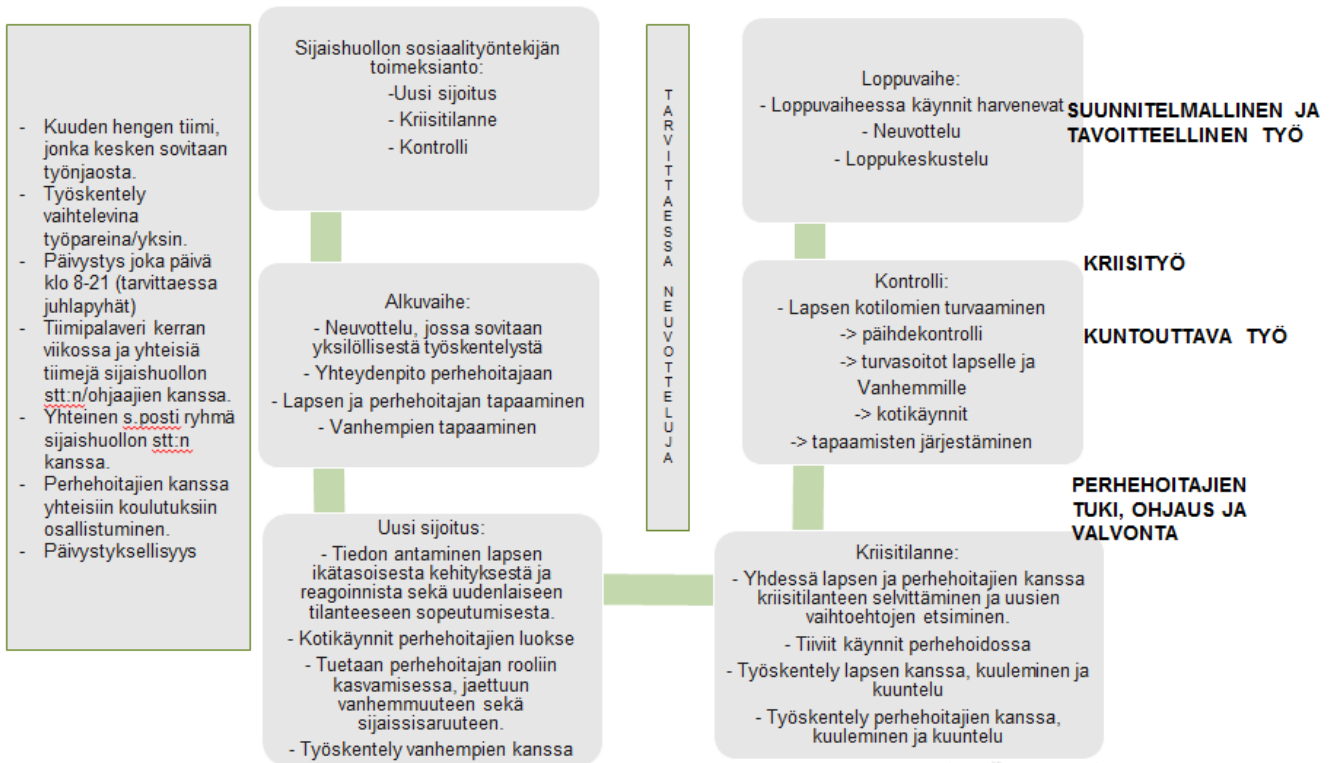 - Kuuden hengen tiimi,
jonka kesken sovitaan
työnjaosta.
- Työskentely
vaihtelevina
työpareina/yksin.
- Päivystys joka päivä
klo 8-21 (tarvittaessa
juhlapyhät)
- Tiimipalaveri kerran
viikossa ja yhteisiä
tiimejä sijaishuollon
stt:n/ohjaajien kanssa.
- Yhteinen s.posti ryhmä
sijaishuollon stt:n
kanssa.
- Perhehoitajien kanssa
yhteisiin koulutuksiin
osallistuminen.
- Päivystyksellisyys
Sijaishuollon sosiaalityöntekijän
toimeksianto:
-Uusi sijoitus
- Kriisitilanne
- Kontrolli
Alkuvaihe:
- Neuvottelu, jossa sovitaan
yksilöllisestä työskentelystä
- Yhteydenpito perhehoitajaan
- Lapsen ja perhehoitajan tapaaminen
- Vanhempien tapaaminen
Uusi sijoitus:
- Tiedon antaminen lapsen
ikätasoisesta kehityksestä ja
reagoinnista sekä uudenlaiseen
tilanteeseen sopeutumisesta.
- Kotikäynnit perhehoitajien luokse
- Tuetaan perhehoitajan rooliin
kasvamisessa, jaettuun
vanhemmuuteen sekä
sijaissisaruuteen.
- Työskentely vanhempien kanssa
TARVITTAESSA NEUVOTTELUJA
Loppuvaihe:
- Loppuvaiheessa käynnit harvenevat
- Neuvottelu
- Loppukeskustelu
Kontrolli:
- Lapsen kotilomien turvaaminen
-> päihdekontrolli
-> turvasoitot lapselle ja
Vanhemmille
-> kotikäynnit
-> tapaamisten järjestäminen
Kriisitilanne:
- Yhdessä lapsen ja perhehoitajien kanssa
kriisitilanteen selvittäminen ja uusien
vaihtoehtojen etsiminen.
- Tiiviit käynnit perhehoidossa
- Työskentely lapsen kanssa, kuuleminen ja
kuuntelu
- Työskentely perhehoitajien kanssa,
kuuleminen ja kuuntelu
SUUNNITELMALLINEN JA
TAVOITTEELLINEN TYÖ
KRIISITYÖ
KUNTOUTTAVA TYÖ
PERHEHOITAJIEN
TUKI, OHJAUS JA
VALVONTA